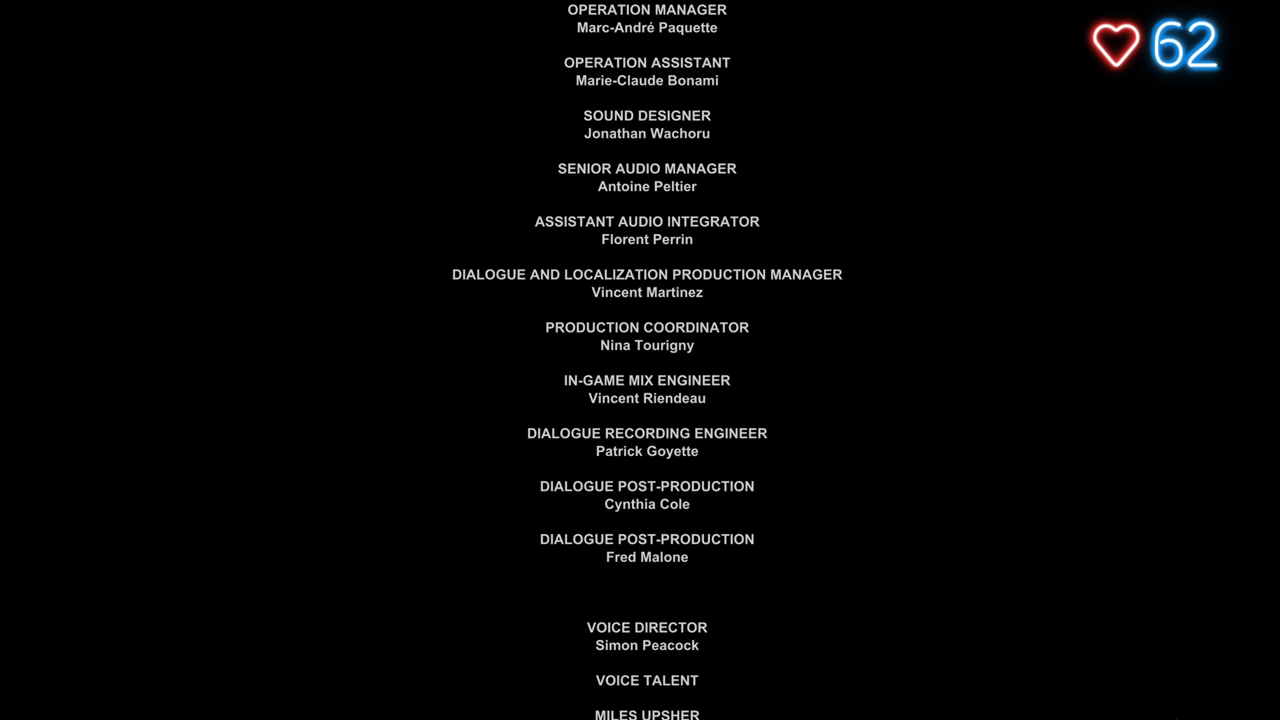 OPERATION MANAGER
Marc-André Paquette
OPERATION ASSISTANT
Marie-Claude Bonami
SOUND DESIGNER
Jonathan Wachoru
SENIOR AUDIO MANAGER
Antoine Peltier
ASSISTANT AUDIO INTEGRATOR
Florent Perrin
DIALOGUE AND LOCALIZATION PRODUCTION MANAGER
Vincent Martinez
PRODUCTION COORDINATOR
Nina Tourigny
IN-GAME MIX ENGINEER
Vincent Riendeau
DIALOGUE RECORDING ENGINEER
Patrick Goyette
DIALOGUE POST-PRODUCTION
Cynthia Cole
DIALOGUE POST-PRODUCTION
Fred Malone
VOICE DIRECTOR
Simon Peacock
VOICE TALENT
MILES UPSHER
62